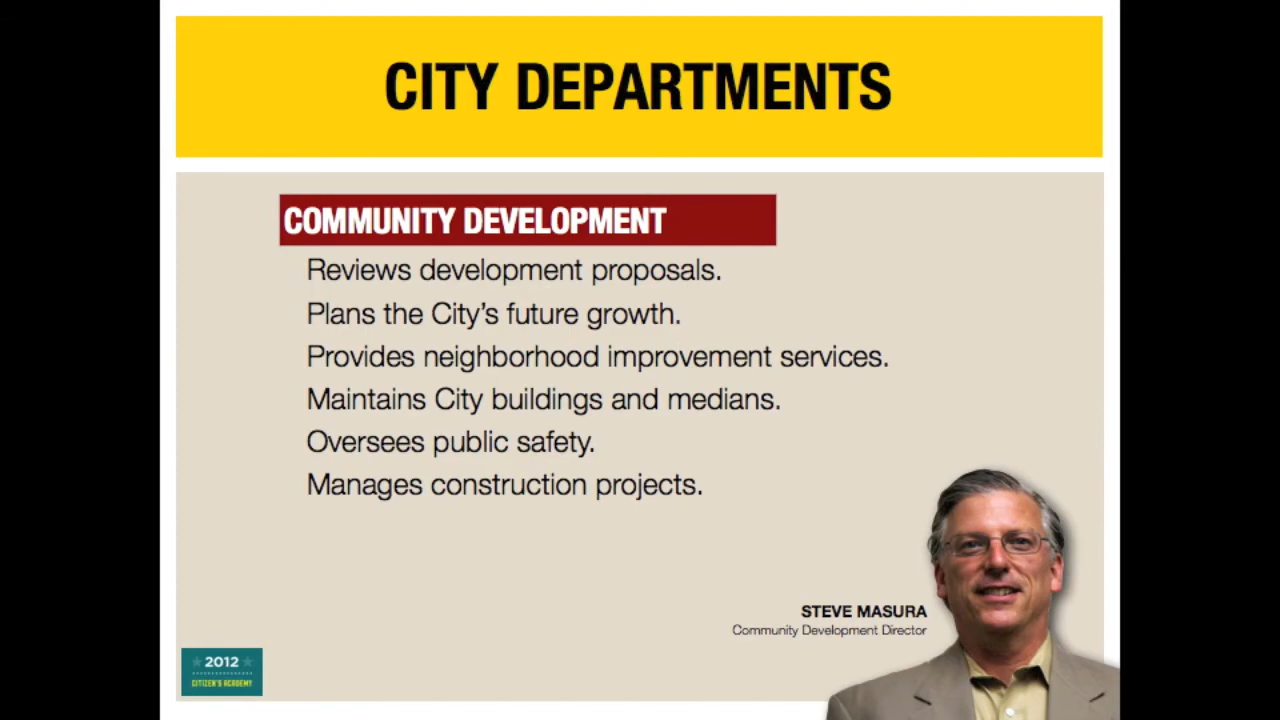 CITY DEPARTMENTS
COMMUNITY DEVELOPMENT
Reviews development proposals.
Plans the City's future growth.
Provides neighborhood improvement services.
Maintains City buildings and medians.
Oversees public safety.
Manages construction projects.
STEVE MASURA
Community Development Director
2012
CITIZEN'S ACADEMY